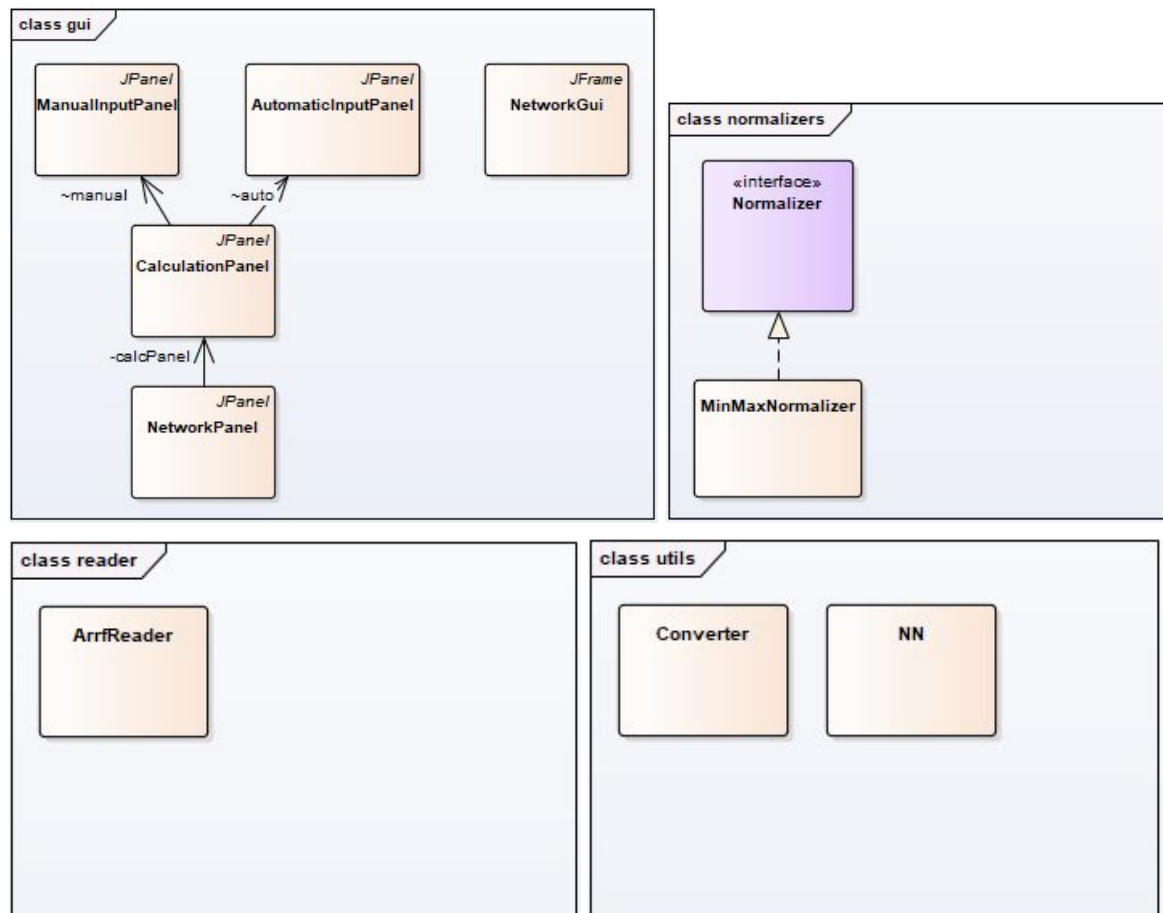 class gui
JPanel
ManualInputPanel
JPanel
AutomaticInputPanel
JFrame
NetworkGui
~manual
~auto
JPanel
CalculationPanel
-calcPanel
JPanel
NetworkPanel
class normalizers
«interface»
Normalizer
MinMaxNormalizer
class reader
ArrfReader
class utils
Converter
NN